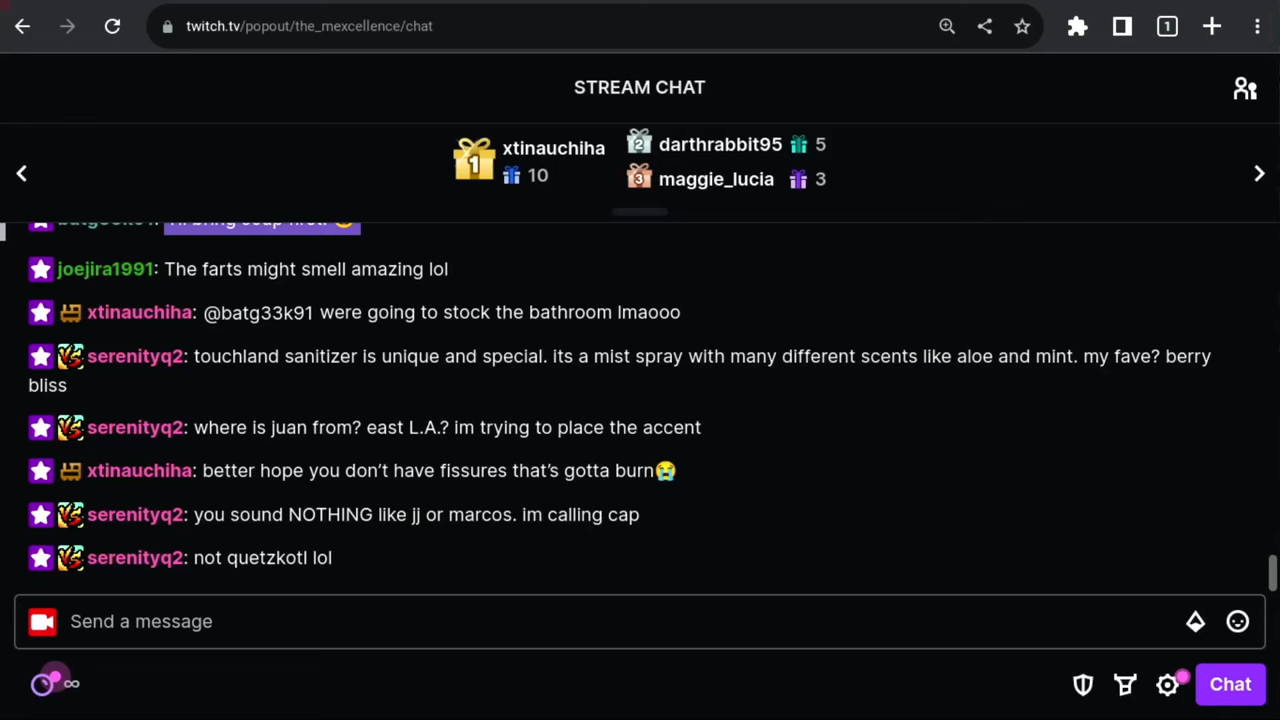 twitch.tv/popout/the_mexcellence/chat
1
STREAM CHAT
1 xtinauchiha
10
2 darthrabbit95 5
3 maggie_lucia 3
joejira1991: The farts might smell amazing lol
xtinauchiha: @batg33k91 were going to stock the bathroom lmaooo
serenityq2: touchland sanitizer is unique and special. its a mist spray with many different scents like aloe and mint. my fave? berry
bliss
serenityq2: where is juan from? east L.A.? im trying to place the accent
xtinauchiha: better hope you don’t have fissures that’s gotta burn😭
serenityq2: you sound NOTHING like jj or marcos. im calling cap
serenityq2: not quetzkotl lol
Send a message
∞
Chat